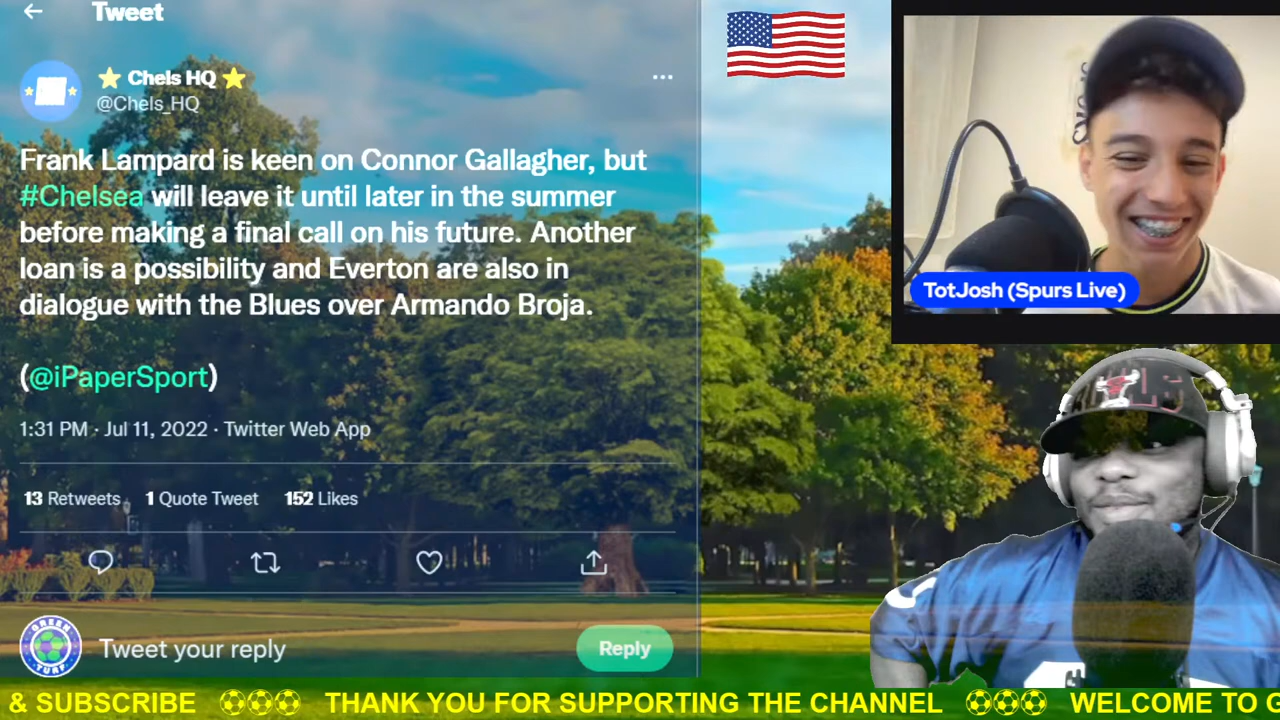 Tweet
Chels HQ
@Chels_HQ
Frank Lampard is keen on Connor Gallagher, but
#Chelsea will leave it until later in the summer
before making a final call on his future. Another
loan is a possibility and Everton are also in
dialogue with the Blues over Armando Broja.
(@iPaperSport)
1:31 PM · Jul 11, 2022 · Twitter Web App
13 Retweets 1 Quote Tweet 152 Likes
GREEN
TURF
Tweet your reply
Reply
TotJosh (Spurs Live)
& SUBSCRIBE THANK YOU FOR SUPPORTING THE CHANNEL WELCOME TO G